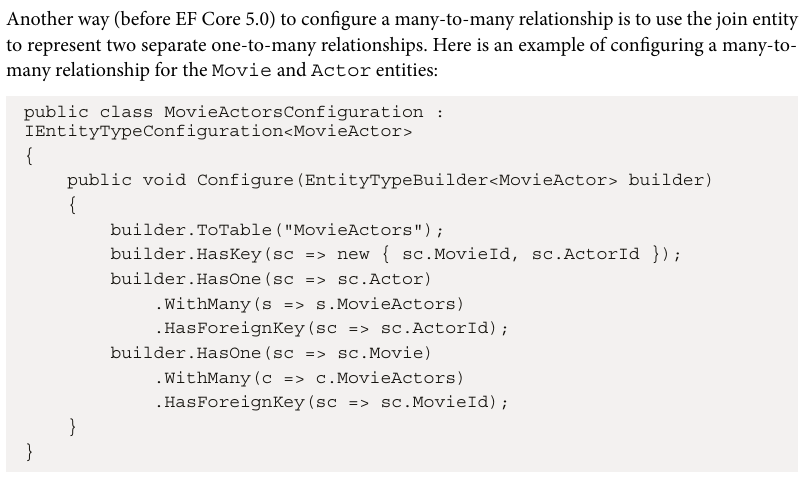 Another way (before EF Core 5.0) to configure a many-to-many relationship is to use the join entity
to represent two separate one-to-many relationships. Here is an example of configuring a many-to-
many relationship for the Movie and Actor entities:
public class MovieActorsConfiguration :
IEntityTypeConfiguration<MovieActor>
{
    public void Configure(EntityTypeBuilder<MovieActor> builder)
    {
        builder.ToTable("MovieActors");
        builder.HasKey(sc => new { sc.MovieId, sc.ActorId });
        builder.HasOne(sc => sc.Actor)
            .WithMany(s => s.MovieActors)
            .HasForeignKey(sc => sc.ActorId);
        builder.HasOne(sc => sc.Movie)
            .WithMany(c => c.MovieActors)
            .HasForeignKey(sc => sc.MovieId);
    }
}